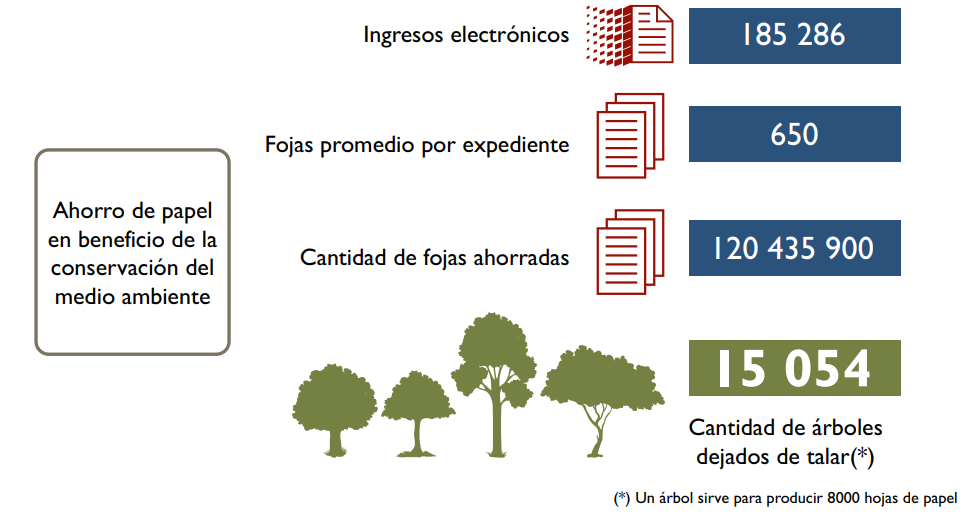 Ingresos electrónicos
185 286
Fojas promedio por expediente
650
Ahorro de papel
en beneficio de la
conservación del
medio ambiente
Cantidad de fojas ahorradas
120 435 900
15 054
Cantidad de árboles
dejados de talar(*)
(*) Un árbol sirve para producir 8000 hojas de papel